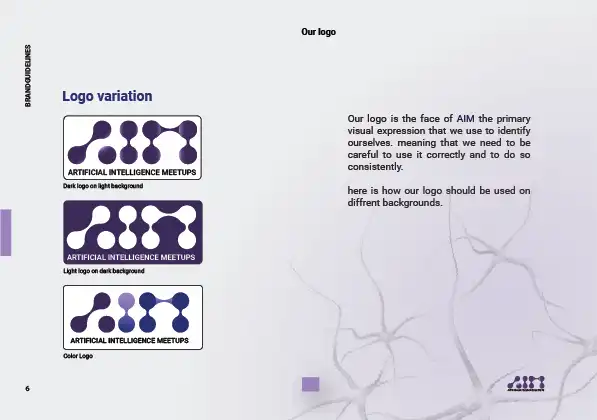 Our logo
BRAND GUIDELINES
Logo variation
ARTIFICIAL INTELLIGENCE MEETUPS
Dark logo on light background
ARTIFICIAL INTELLIGENCE MEETUPS
Light logo on dark background
ARTIFICIAL INTELLIGENCE MEETUPS
Color Logo
6
Our logo is the face of AIM the primary
visual expression that we use to identify
ourselves. meaning that we need to be
careful to use it correctly and to do so
consistently.
here is how our logo should be used on
diffrent backgrounds.